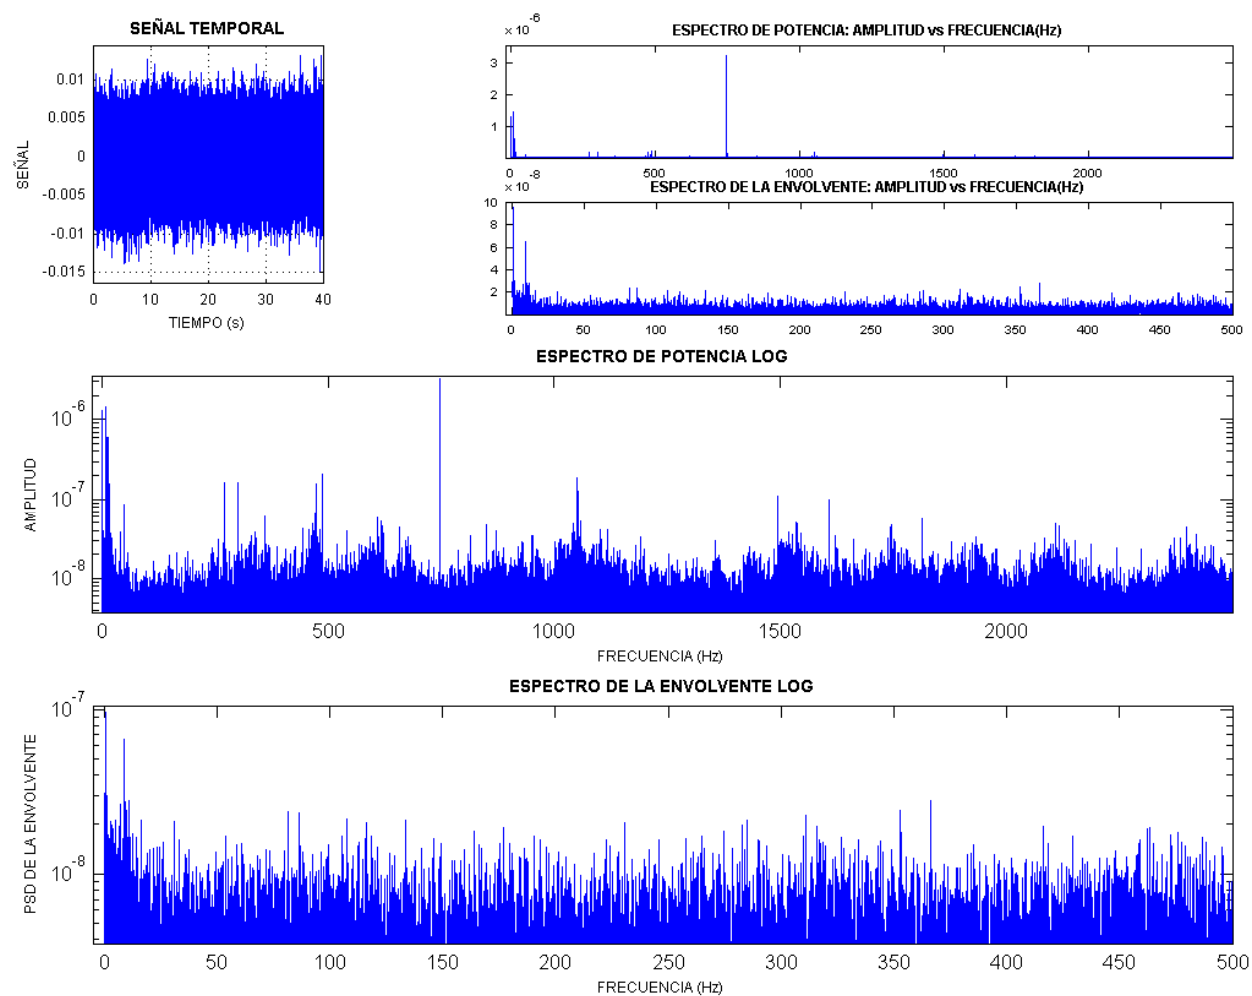 SEÑAL TEMPORAL
0.01
0.005
0
-0.005
-0.01
-0.015
SEÑAL
0 10 20 30 40
TIEMPO (s)
× 10 -6
ESPECTRO DE POTENCIA: AMPLITUD vs FRECUENCIA(Hz)
3
2
1
0 500 1000 1500 2000
× 10 -8
ESPECTRO DE LA ENVOLVENTE: AMPLITUD vs FRECUENCIA(Hz)
10
8
6
4
2
0 50 100 150 200 250 300 350 400 450 500
ESPECTRO DE POTENCIA LOG
10-6
10-7
10-8
AMPLITUD
0 500 1000 1500 2000
FRECUENCIA (Hz)
ESPECTRO DE LA ENVOLVENTE LOG
10-7
10-8
PSD DE LA ENVOLVENTE
0 50 100 150 200 250 300 350 400 450 500
FRECUENCIA (Hz)